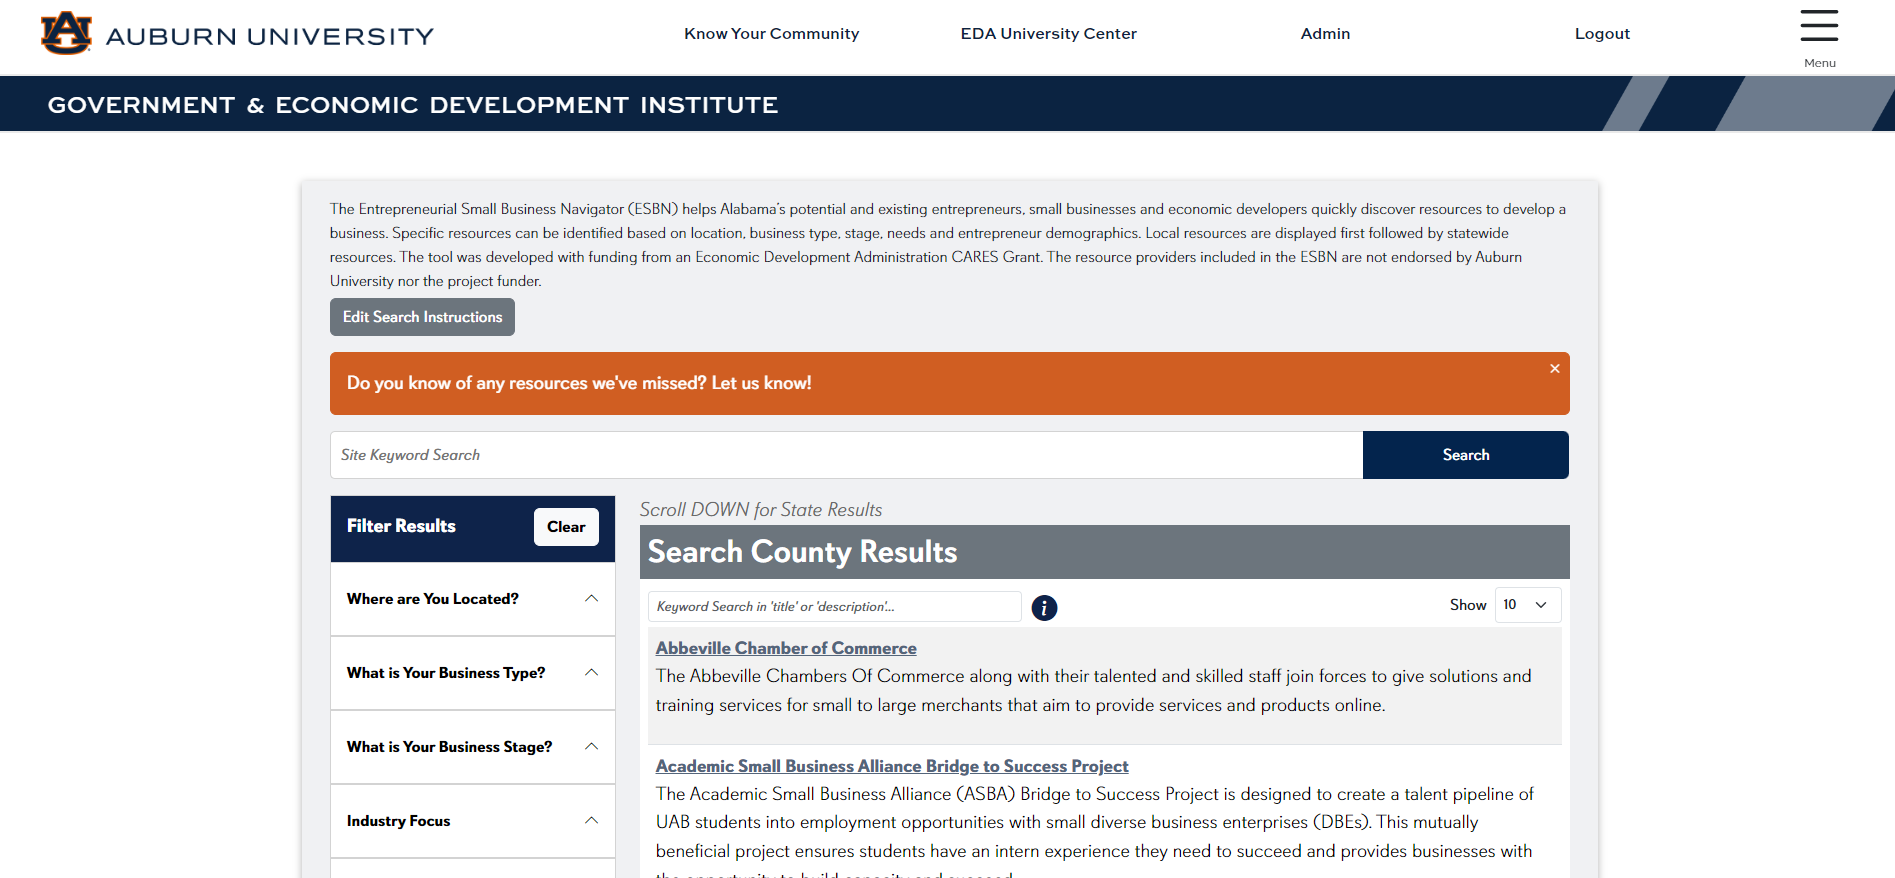 AUBURN UNIVERSITY
Know Your Community
EDA University Center
Admin
Logout
Menu
GOVERNMENT & ECONOMIC DEVELOPMENT INSTITUTE
The Entrepreneurial Small Business Navigator (ESBN) helps Alabama's potential and existing entrepreneurs, small businesses and economic developers quickly discover resources to develop a
business. Specific resources can be identified based on location, business type, stage, needs and entrepreneur demographics. Local resources are displayed first followed by statewide
resources. The tool was developed with funding from an Economic Development Administration CARES Grant. The resource providers included in the ESBN are not endorsed by Auburn
University nor the project funder.
Edit Search Instructions
Do you know of any resources we've missed? Let us know!
Site Keyword Search
Search
Filter Results
Clear
Where are You Located?
What is Your Business Type?
What is Your Business Stage?
Industry Focus
Scroll DOWN for State Results
Search County Results
Keyword Search in 'title' or 'description'...
Show 10
Abbeville Chamber of Commerce
The Abbeville Chambers Of Commerce along with their talented and skilled staff join forces to give solutions and
training services for small to large merchants that aim to provide services and products online.
Academic Small Business Alliance Bridge to Success Project
The Academic Small Business Alliance (ASBA) Bridge to Success Project is designed to create a talent pipeline of
UAB students into employment opportunities with small diverse business enterprises (DBEs). This mutually
beneficial project ensures students have an intern experience they need to succeed and provides businesses with